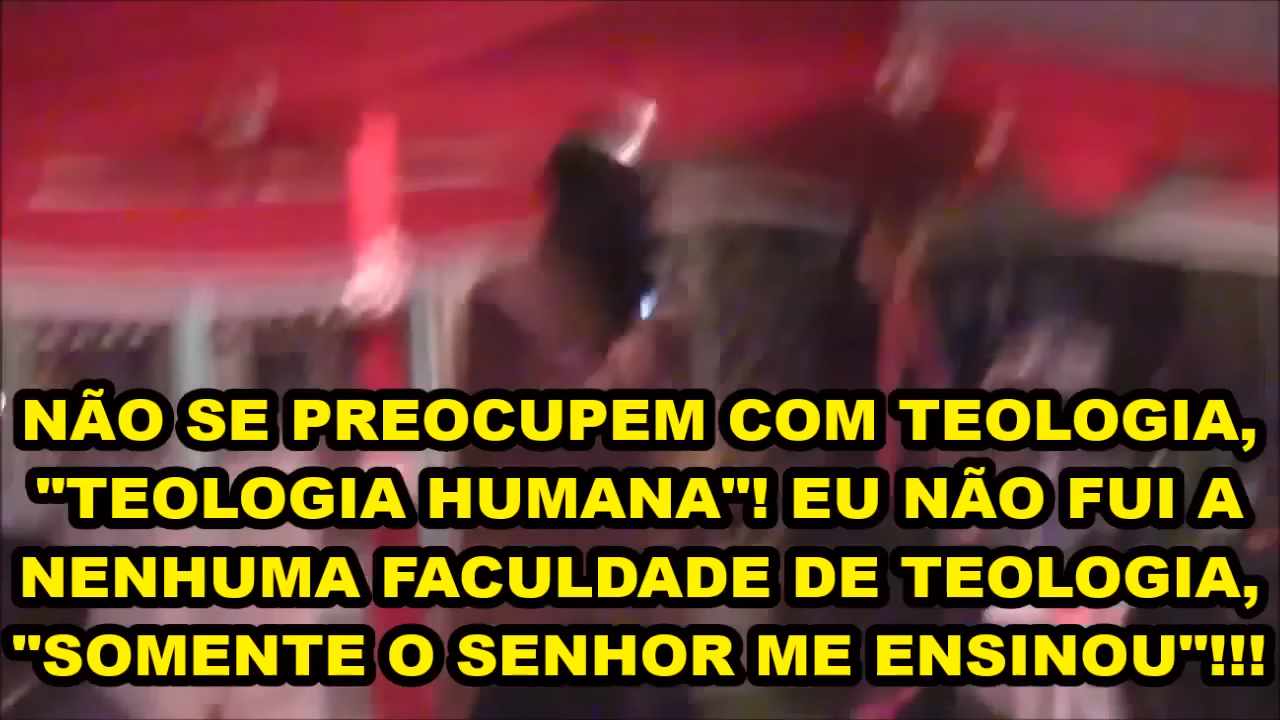 NÃO SE PREOCUPEM COM TEOLOGIA,
"TEOLOGIA HUMANA"! EU NÃO FUI A
NENHUMA FACULDADE DE TEOLOGIA,
"SOMENTE O SENHOR ME ENSINOU"!!!